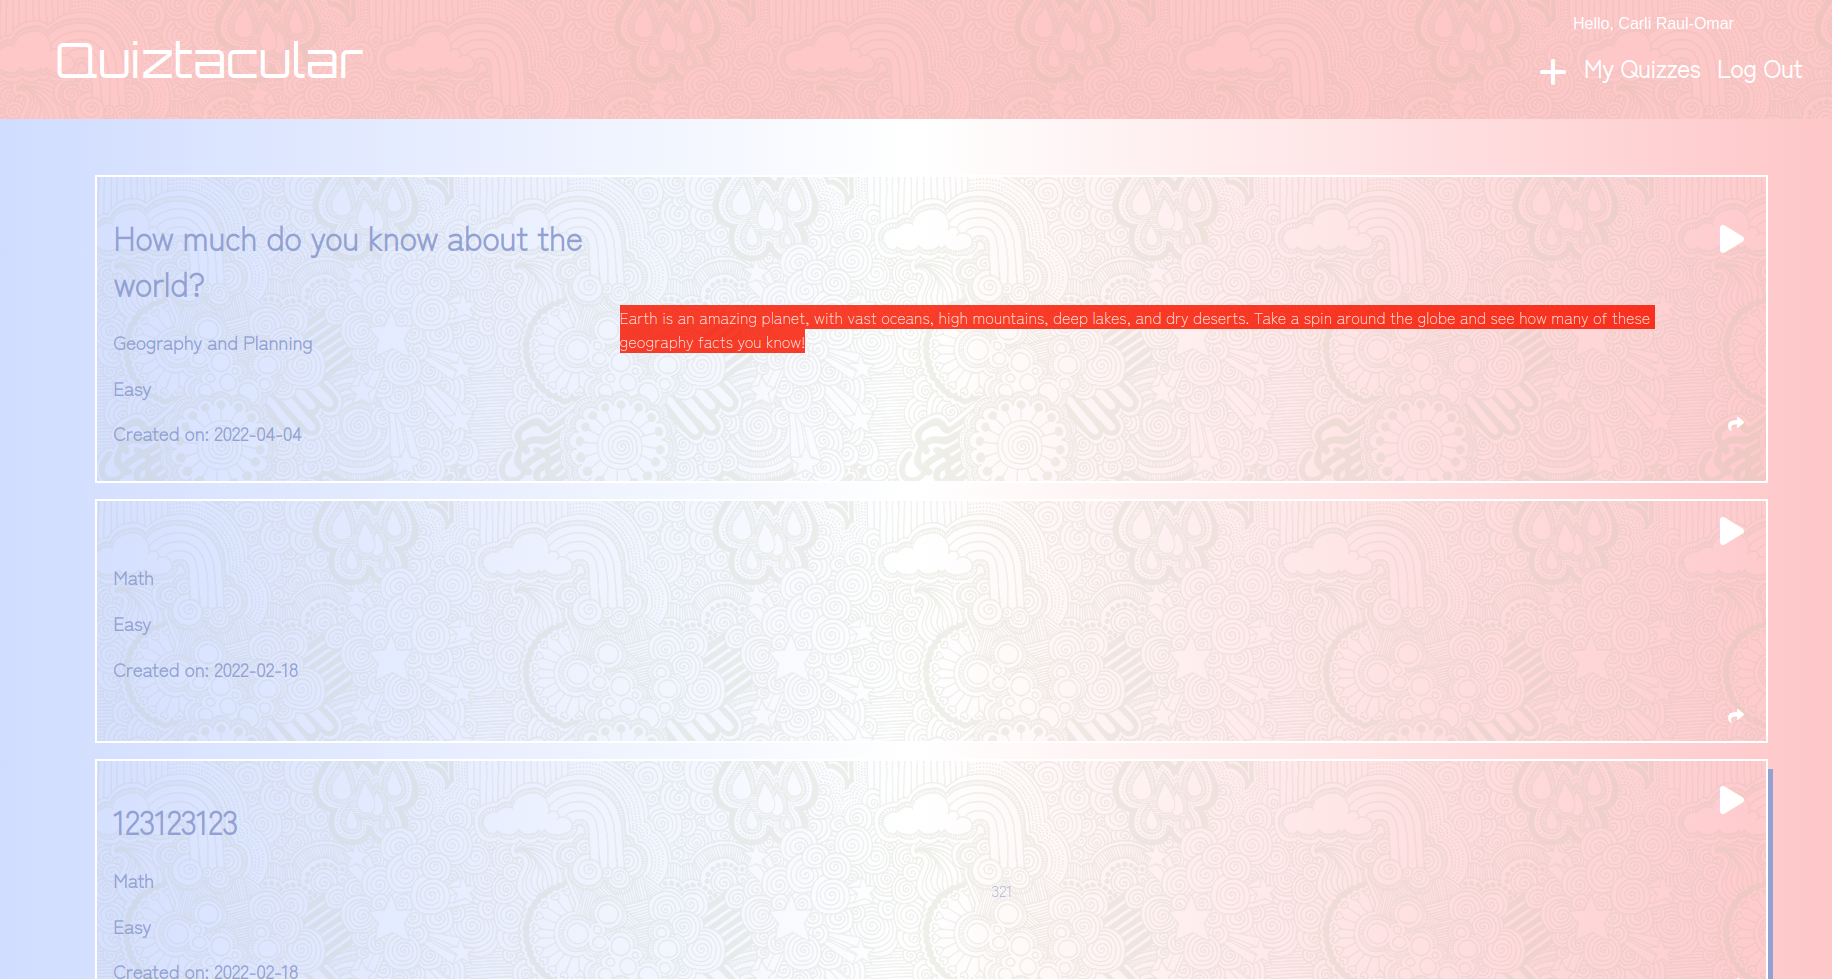 Quiztacular
Hello, Carli Raul-Omar
My Quizzes
Log Out
How much do you know about the
world?
Geography and Planning
Easy
Created on: 2022-04-04
Earth is an amazing planet, with vast oceans, high mountains, deep lakes, and dry deserts. Take a spin around the globe and see how many of these
geography facts you know!
Math
Easy
Created on: 2022-02-18
123123123
Math
Easy
Created on: 2022-02-18
321